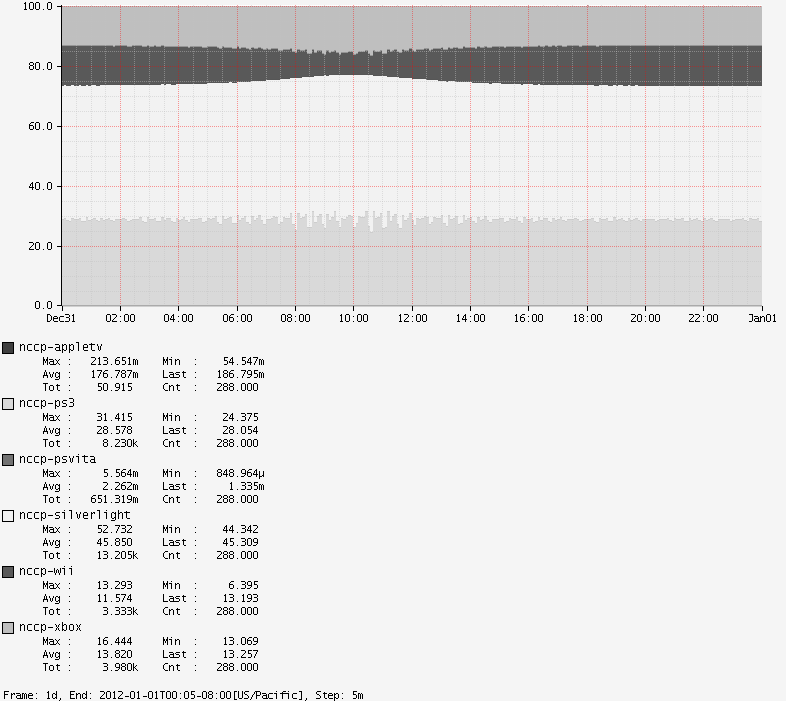 100.0
80.0
60.0
40.0
20.0
0.0
Dec31 02:00 04:00 06:00 08:00 10:00 12:00 14:00 16:00 18:00 20:00 22:00 Jan01
nccp-appletv
Max : 213.651m Min : 54.547m
Avg : 176.787m Last : 186.795m
Tot : 50.915 Cnt : 288.000
nccp-ps3
Max : 31.415 Min : 24.375
Avg : 28.578 Last : 28.054
Tot : 8.230k Cnt : 288.000
nccp-psvita
Max : 5.564m Min : 848.964µ
Avg : 2.262m Last : 1.335m
Tot : 651.319m Cnt : 288.000
nccp-silverlight
Max : 52.732 Min : 44.342
Avg : 45.850 Last : 45.309
Tot : 13.205k Cnt : 288.000
nccp-wii
Max : 13.293 Min : 6.395
Avg : 11.574 Last : 13.193
Tot : 3.333k Cnt : 288.000
nccp-xbox
Max : 16.444 Min : 13.069
Avg : 13.820 Last : 13.257
Tot : 3.980k Cnt : 288.000
Frame: 1d, End: 2012-01-01T00:05-08:00[US/Pacific], Step: 5m